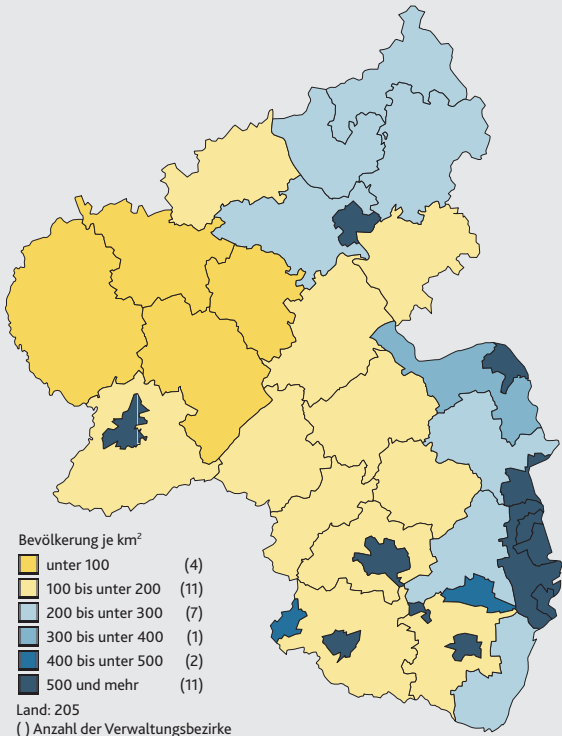 Bevölkerung je km²
unter 100 (4)
100 bis unter 200 (11)
200 bis unter 300 (7)
300 bis unter 400 (1)
400 bis unter 500 (2)
500 und mehr (11)
Land: 205
( ) Anzahl der Verwaltungsbezirke